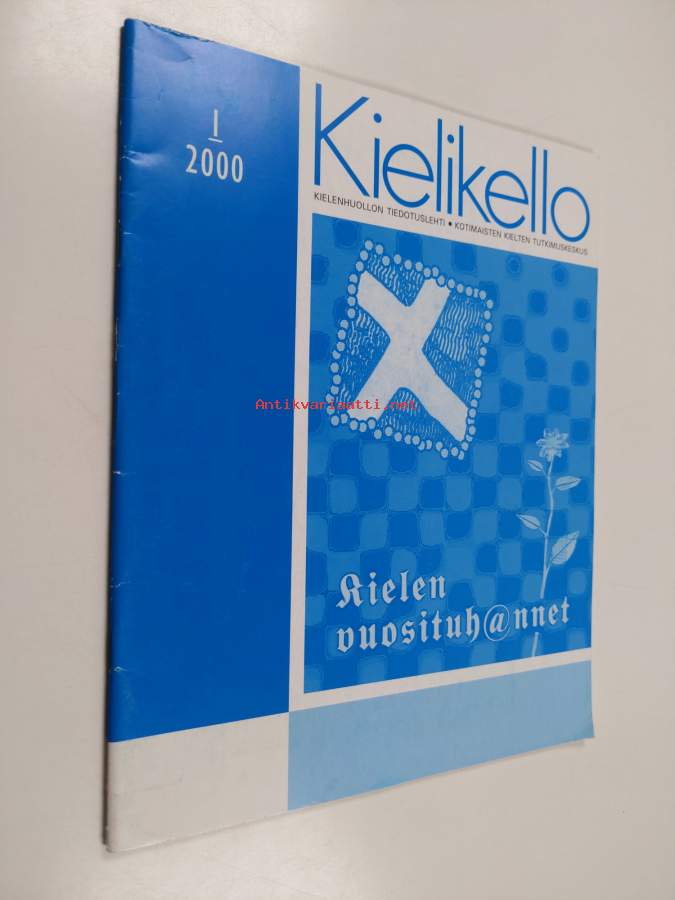 1
2000
Kielikello
KIELENHUOLLON TIEDOTUSLEHTI • KOTIMAISTEN KIELTEN TUTKIMUSKESKUS
Antikvariaatti.net
Kielen
vuosituh@nnet